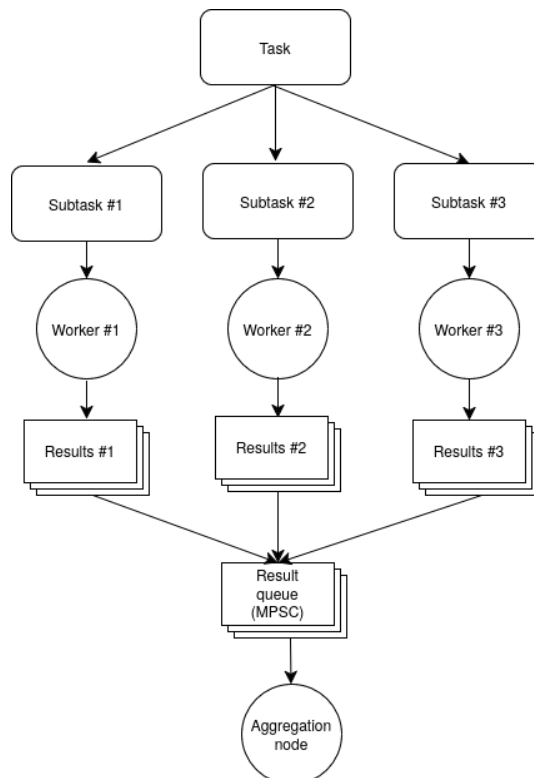 Task
Subtask #1
Subtask #2
Subtask #3
Worker #1
Worker #2
Worker #3
Results #1
Results #2
Results #3
Result
queue
(MPSC)
Aggregation
node